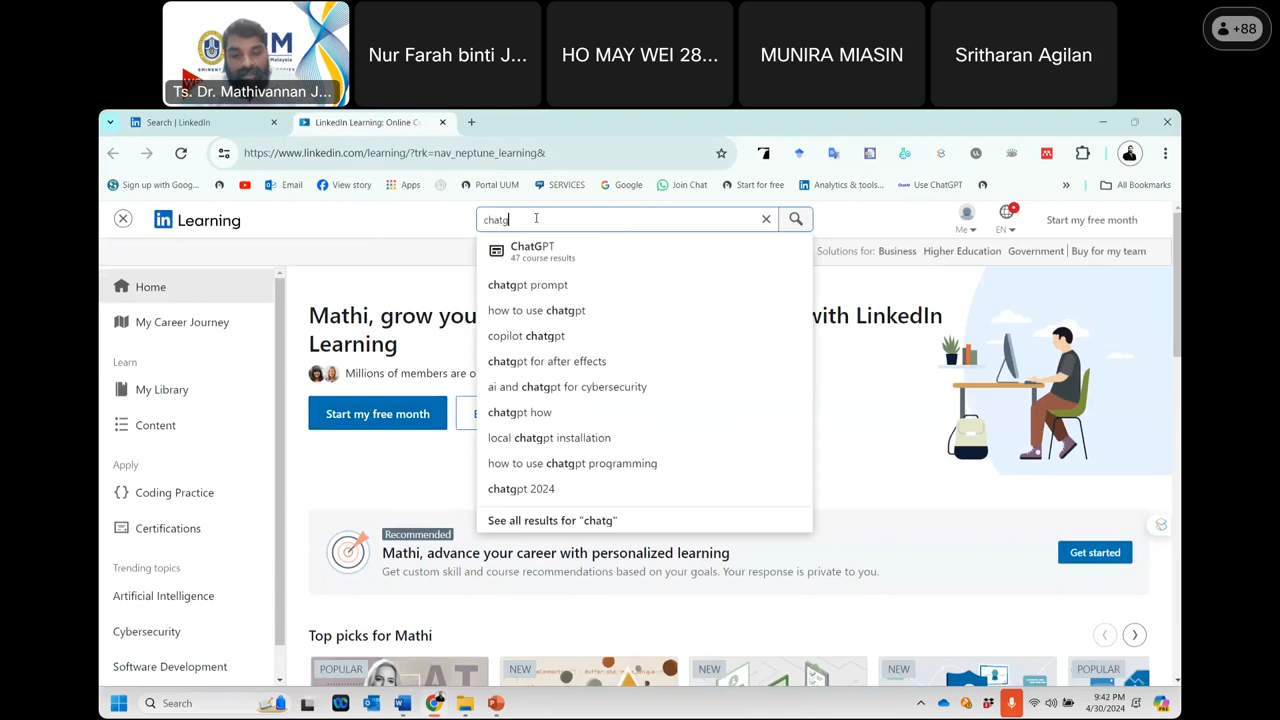 Ts. Dr. Mathivannan J...
Nur Farah binti J...
HO MAY WEI 28...
MUNIRA MIASIN
Sritharan Agilan
+88
Search | LinkedIn
LinkedIn Learning: Online C
https://www.linkedin.com/learning/?trk=nav_neptune_learning&
Sign up with Goog...
Email
View story
Apps
Portal UUM
SERVICES
Google
Join Chat
Start for free
Analytics & tools...
Use ChatGPT
All Bookmarks
in Learning
chatg
Me
EN
Start my free month
ChatGPT
47 course results
chatgpt prompt
how to use chatgpt
copilot chatgpt
chatgpt for after effects
ai and chatgpt for cybersecurity
chatgpt how
local chatgpt installation
how to use chatgpt programming
chatgpt 2024
See all results for "chatg"
Solutions for: Business
Higher Education
Government
Buy for my team
Home
My Career Journey
Learn
My Library
Content
Apply
Coding Practice
Certifications
Trending topics
Artificial Intelligence
Cybersecurity
Software Development
Mathi, grow you
with LinkedIn
Learning
Millions of members are o
Start my free month
Recommended
Mathi, advance your career with personalized learning
Get custom skill and course recommendations based on your goals. Your response is private to you.
Get started
Top picks for Mathi
POPULAR
NEW
NEW
NEW
POPULAR
Search
9:42 PM
4/30/2024